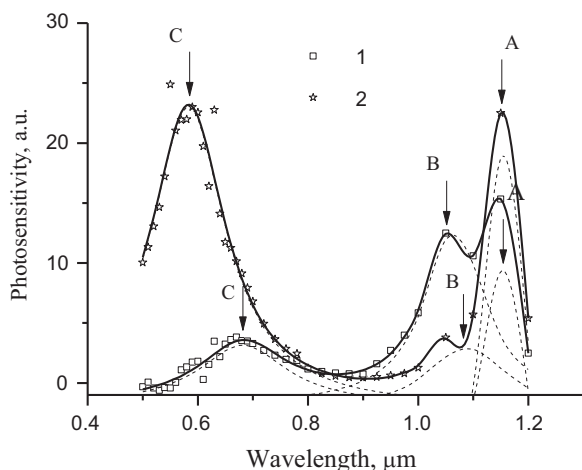 30
20
10
0
0.4
0.6
0.8
1.0
1.2
Photosensitivity, a.u.
Wavelength, μm
1
2
C
A
B
A
B
C